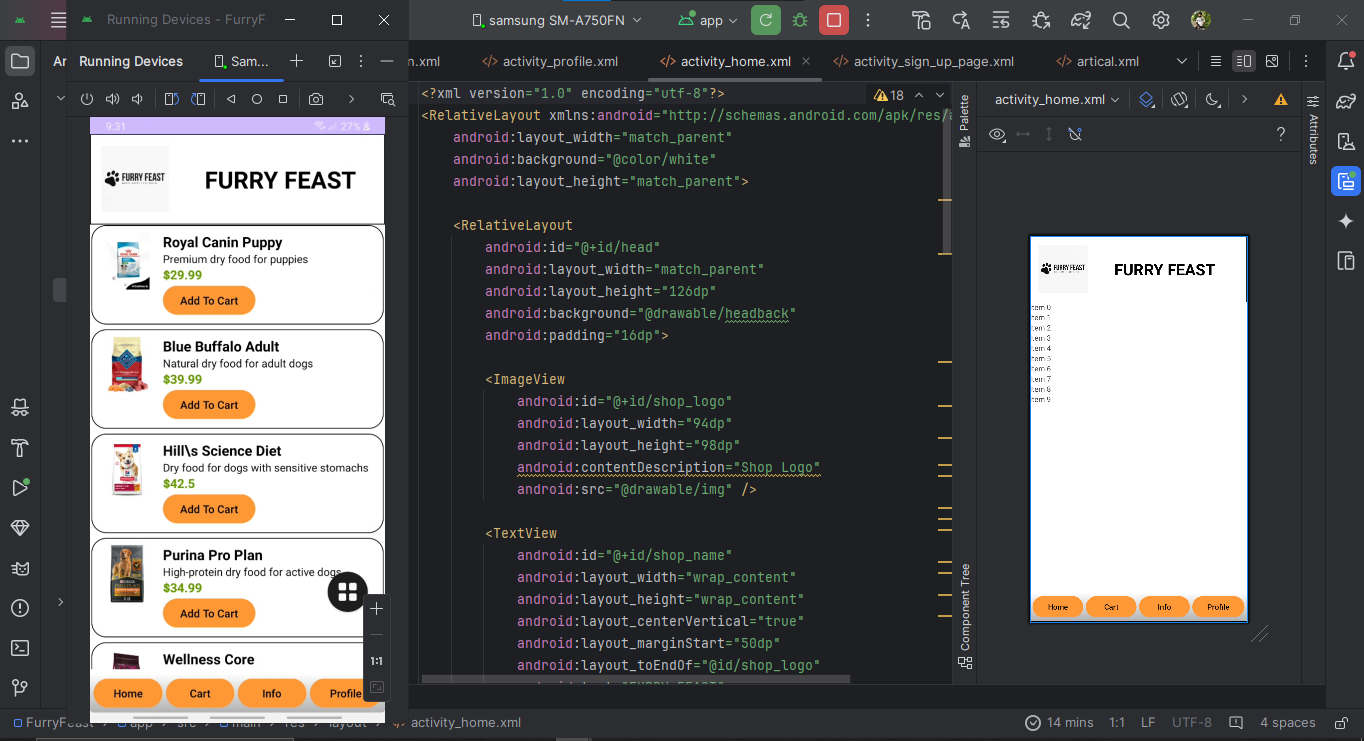 Running Devices - FurryF
samsung SM-A750FN
app
Ar
Running Devices
Sam...
n.xml
activity_profile.xml
activity_home.xml
activity_sign_up_page.xml
artical.xml
9:31
27%
FURRY FEAST
FURRY FEAST
Royal Canin Puppy
Premium dry food for puppies
$29.99
Add To Cart
Blue Buffalo Adult
Natural dry food for adult dogs
$39.99
Add To Cart
Hill\s Science Diet
Dry food for dogs with sensitive stomachs
$42.5
Add To Cart
Purina Pro Plan
High-protein dry food for active dogs
$34.99
Add To Cart
Wellness Core
Home
Cart
Info
Profile
1:1
<?xml version="1.0" encoding="utf-8"?>
18
<RelativeLayout xmlns:android="http://schemas.android.com/apk/res/a
android:layout_width="match_parent"
android:background="@color/white"
android:layout_height="match_parent">
<RelativeLayout
android:id="@+id/head"
android:layout_width="match_parent"
android:layout_height="126dp"
android:background="@drawable/headback"
android:padding="16dp">
<ImageView
android:id="@+id/shop_logo"
android:layout_width="94dp"
android:layout_height="98dp"
android:contentDescription="Shop Logo"
android:src="@drawable/img" />
<TextView
android:id="@+id/shop_name"
android:layout_width="wrap_content"
android:layout_height="wrap_content"
android:layout_centerVertical="true"
android:layout_marginStart="50dp"
android:layout_toEndOf="@id/shop_logo"
Palette
Component Tree
activity_home.xml
Attributes
?
FURRY FEAST
FURRY FEAST
Item 0
Item 1
Item 2
Item 3
Item 4
Item 5
Item 6
Item 7
Item 8
Item 9
Home
Cart
Info
Profile
FurryFeast
app
src
main
res
layout
activity_home.xml
14 mins
1:1
LF
UTF-8
4 spaces